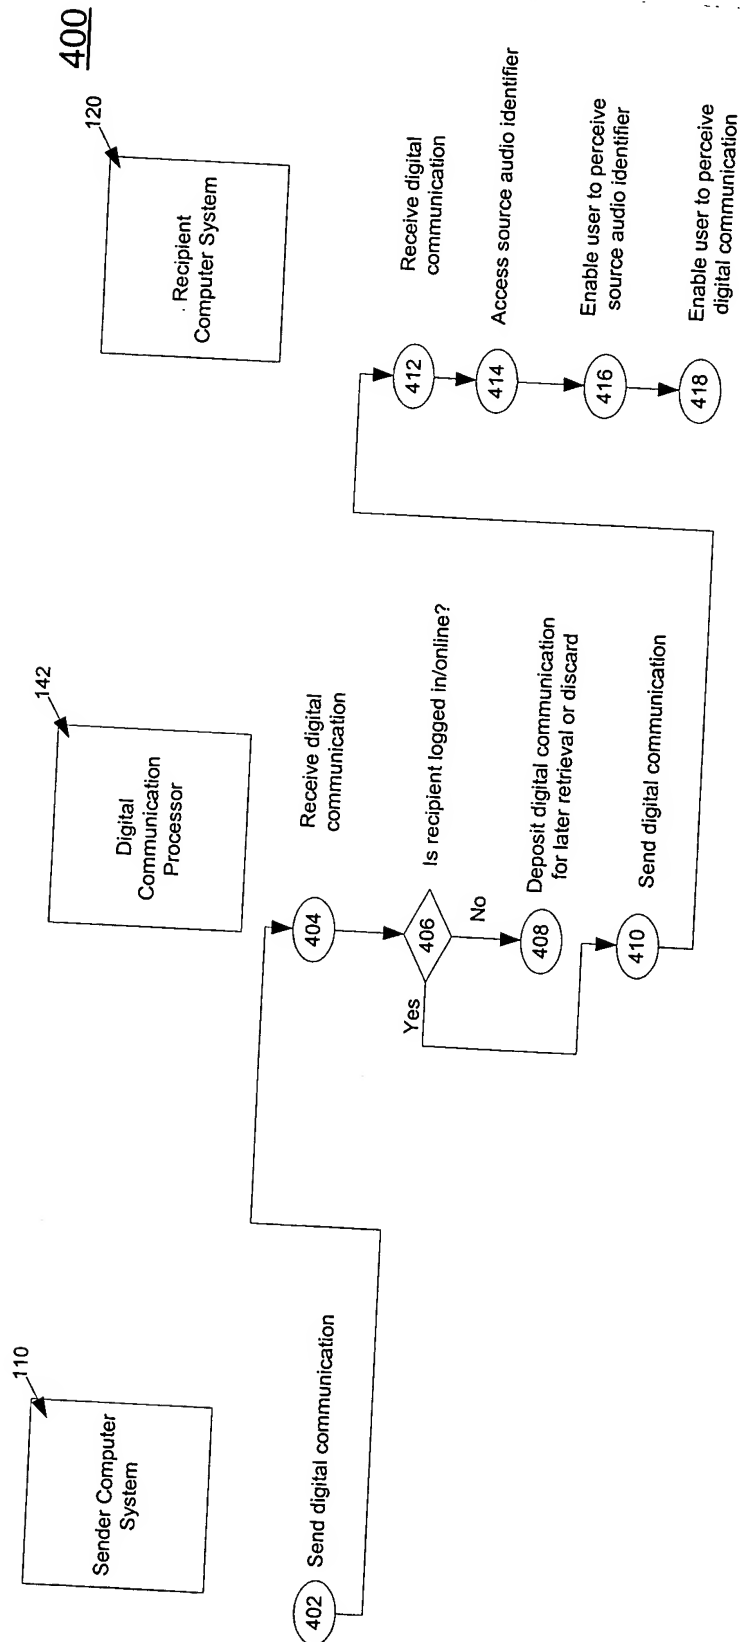 400
110
Sender Computer
System
142
Digital
Communication
Processor
120
Recipient
Computer System
402
Send digital communication
404
Receive digital
communication
406
Is recipient logged in/online?
Yes
No
408
Deposit digital communication
for later retrieval or discard
410
Send digital communication
412
Receive digital
communication
414
Access source audio identifier
416
Enable user to perceive
source audio identifier
418
Enable user to perceive
digital communication